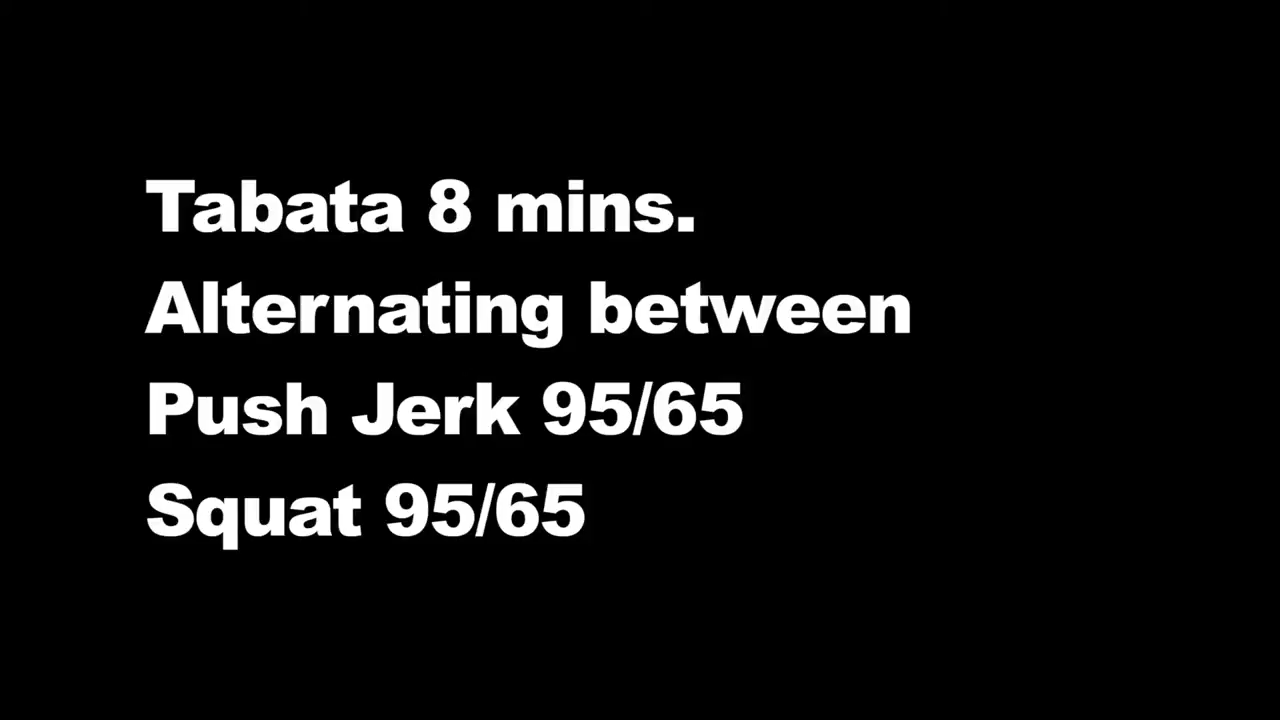 Tabata 8 mins.
Alternating between
Push Jerk 95/65
Squat 95/65